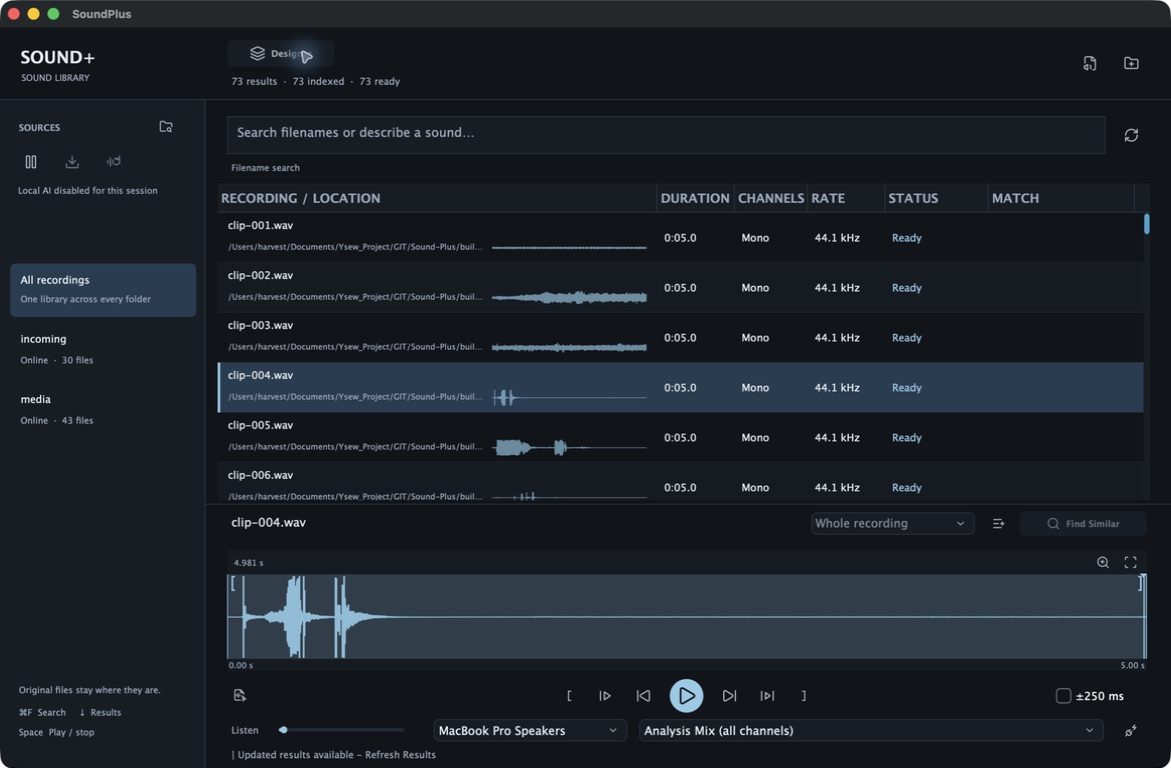 SoundPlus
SOUND+
SOUND LIBRARY
73 results · 73 indexed · 73 ready
SOURCES
Local AI disabled for this session
All recordings
One library across every folder
incoming
Online · 30 files
media
Online · 43 files
Original files stay where they are.
⌘F Search ↓ Results
Space Play / stop
Search filenames or describe a sound...
Filename search
RECORDING / LOCATION DURATION CHANNELS RATE STATUS MATCH
clip-001.wav
/Users/harvest/Documents/Ysew_Project/GIT/Sound-Plus/buil... 0:05.0 Mono 44.1 kHz Ready
clip-002.wav
/Users/harvest/Documents/Ysew_Project/GIT/Sound-Plus/buil... 0:05.0 Mono 44.1 kHz Ready
clip-003.wav
/Users/harvest/Documents/Ysew_Project/GIT/Sound-Plus/buil... 0:05.0 Mono 44.1 kHz Ready
clip-004.wav
/Users/harvest/Documents/Ysew_Project/GIT/Sound-Plus/buil... 0:05.0 Mono 44.1 kHz Ready
clip-005.wav
/Users/harvest/Documents/Ysew_Project/GIT/Sound-Plus/buil... 0:05.0 Mono 44.1 kHz Ready
clip-006.wav
/Users/harvest/Documents/Ysew_Project/GIT/Sound-Plus/buil... 0:05.0 Mono 44.1 kHz Ready
clip-004.wav Whole recording Find Similar
4.981 s
[ ]
0.00 s 5.00 s
[ ] ±250 ms
Listen MacBook Pro Speakers Analysis Mix (all channels)
| Updated results available – Refresh Results